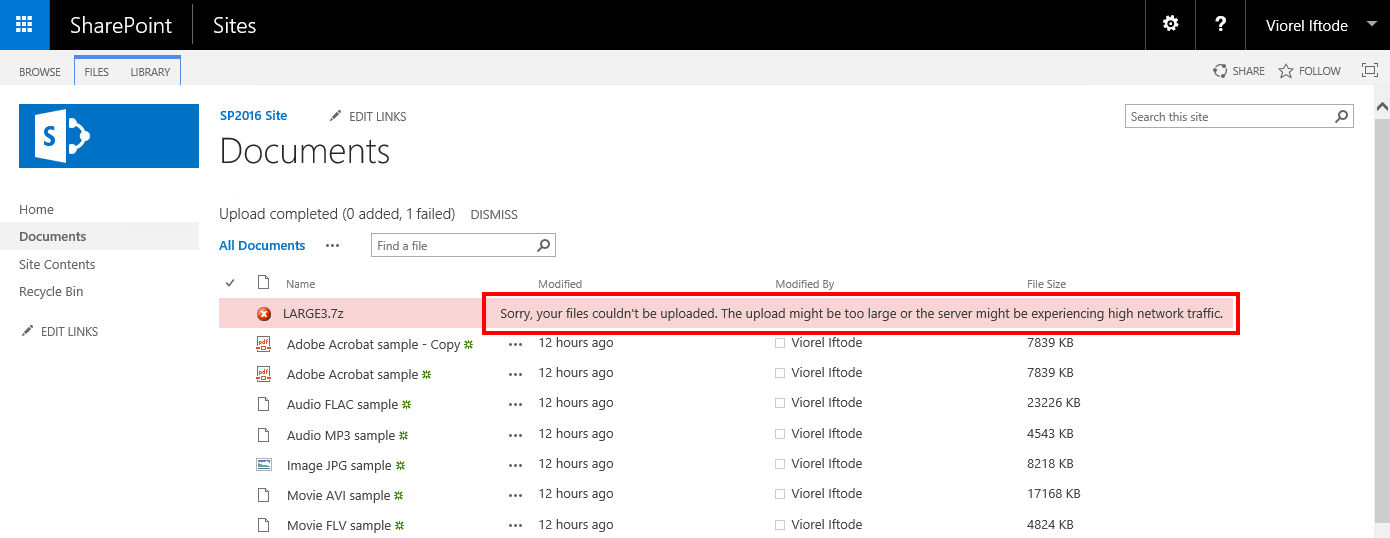 SharePoint Sites ? Viorel Iftode
BROWSE FILES LIBRARY SHARE FOLLOW
S
SP2016 Site EDIT LINKS Search this site
Documents
Upload completed (0 added, 1 failed) DISMISS
Home
Documents
Site Contents
Recycle Bin
EDIT LINKS
All Documents ••• Find a file
Name Modified Modified By File Size
LARGE3.7z Sorry, your files couldn't be uploaded. The upload might be too large or the server might be experiencing high network traffic.
Adobe Acrobat sample - Copy ••• 12 hours ago Viorel Iftode 7839 KB
Adobe Acrobat sample ••• 12 hours ago Viorel Iftode 7839 KB
Audio FLAC sample ••• 12 hours ago Viorel Iftode 23226 KB
Audio MP3 sample ••• 12 hours ago Viorel Iftode 4543 KB
Image JPG sample ••• 12 hours ago Viorel Iftode 8218 KB
Movie AVI sample ••• 12 hours ago Viorel Iftode 17168 KB
Movie FLV sample ••• 12 hours ago Viorel Iftode 4824 KB